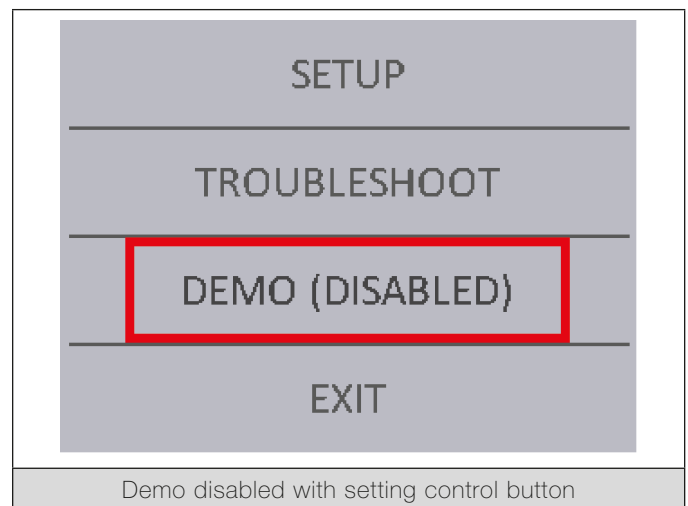 SETUP
TROUBLESHOOT
DEMO (DISABLED)
EXIT
Demo disabled with setting control button